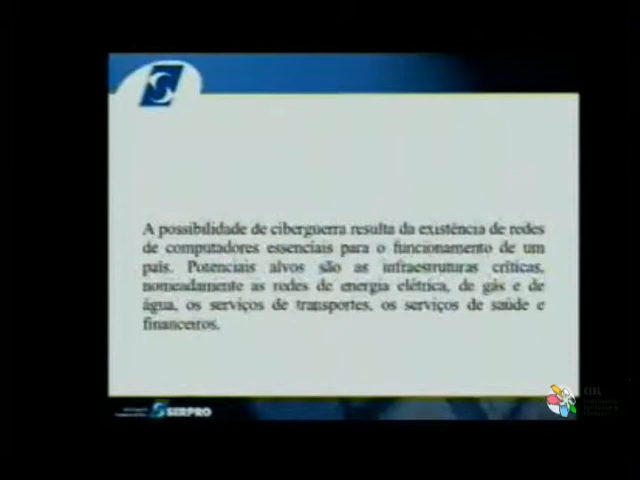 A possibilidade de ciberguerra resulta da existência de redes
de computadores essenciais para o funcionamento de um
país. Potenciais alvos são as infraestruturas críticas,
nomeadamente as redes de energia elétrica, de gás e de
água, os serviços de transportes, os serviços de saúde e
financeiros.
SERPRO